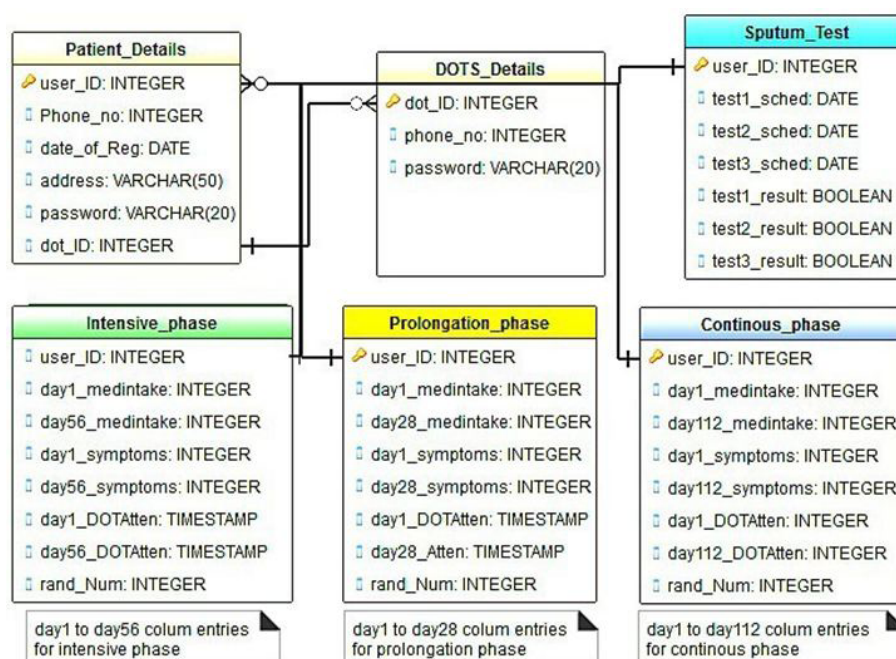 Patient_Details
user_ID: INTEGER
Phone_no: INTEGER
date_of_Reg: DATE
address: VARCHAR(50)
password: VARCHAR(20)
dot_ID: INTEGER
DOTS_Details
dot_ID: INTEGER
phone_no: INTEGER
password: VARCHAR(20)
Sputum_Test
user_ID: INTEGER
test1_sched: DATE
test2_sched: DATE
test3_sched: DATE
test1_result: BOOLEAN
test2_result: BOOLEAN
test3_result: BOOLEAN
Intensive_phase
user_ID: INTEGER
day1_medintake: INTEGER
day56_medintake: INTEGER
day1_symptoms: INTEGER
day56_symptoms: INTEGER
day1_DOTAtten: TIMESTAMP
day56_DOTAtten: TIMESTAMP
rand_Num: INTEGER
day1 to day56 colum entries
for intensive phase
Prolongation_phase
user_ID: INTEGER
day1_medintake: INTEGER
day28_medintake: INTEGER
day1_symptoms: INTEGER
day28_symptoms: INTEGER
day1_DOTAtten: TIMESTAMP
day28_Atten: TIMESTAMP
rand_Num: INTEGER
day1 to day28 colum entries
for prolongation phase
Continous_phase
user_ID: INTEGER
day1_medintake: INTEGER
day112_medintake: INTEGER
day1_symptoms: INTEGER
day112_symptoms: INTEGER
day1_DOTAtten: INTEGER
day112_DOTAtten: INTEGER
rand_Num: INTEGER
day1 to day112 colum entries
for continous phase